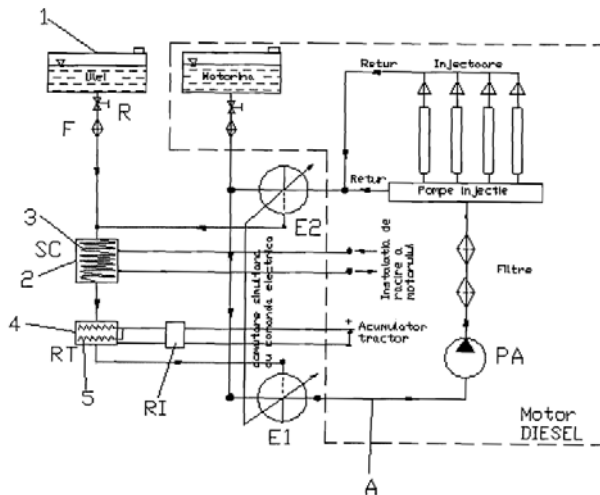 1
Ulei
Motorina
Retur
Injectoare
R
F
Retur
Pompe injectie
3
E2
SC
2
Instalatia de
racire a
motorului
Filtre
comutare simultana
cu comanda electrica
4
+
Acumulator
tractor
RT
5
RI
PA
E1
Motor
DIESEL
A